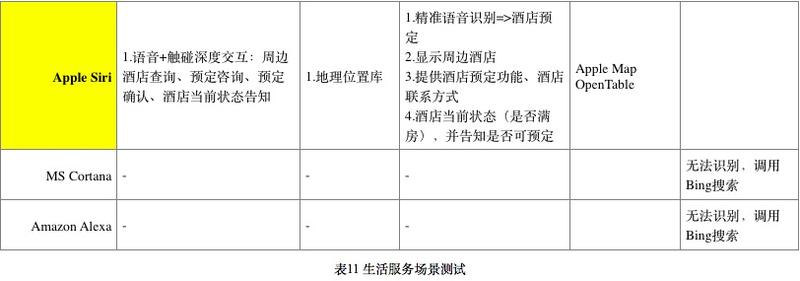 Apple Siri
1.语音+触碰深度交互：周边
酒店查询、预定咨询、预定
确认、酒店当前状态告知
1.地理位置库
1.精准语音识别=>酒店预
定
2.显示周边酒店
3.提供酒店预定功能、酒店
联系方式
4.酒店当前状态（是否满
房）、并告知是否可预定
Apple Map
OpenTable
MS Cortana
-
-
-
无法识别、调用
Bing搜索
Amazon Alexa
-
-
-
无法识别、调用
Bing搜索
表11 生活服务场景测试